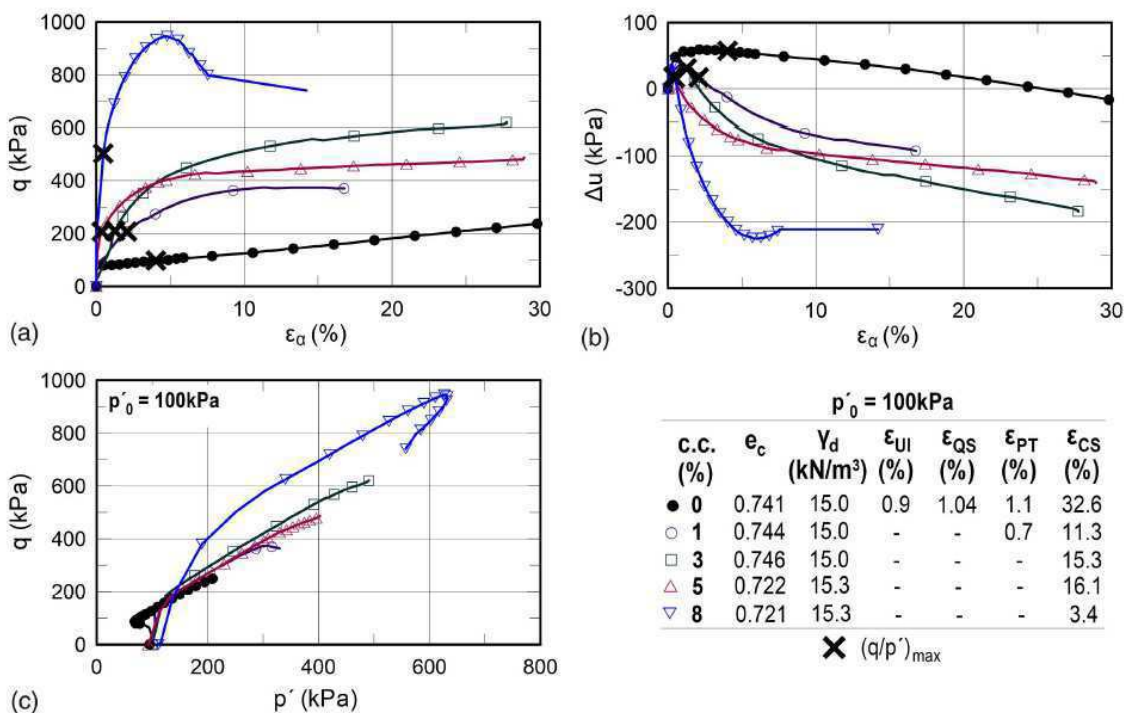 1000
800
600
400
200
0
q (kPa)
0
5
10
15
20
25
30
(a)
εα (%)
100
0
-100
-200
-300
Δu (kPa)
0
10
20
30
(b)
εα (%)
1000
800
600
400
200
0
q (kPa)
p´0 = 100kPa
0
200
400
600
800
(c)
p´ (kPa)
p´0 = 100kPa
c.c. (%) ec γd (kN/m³) εUI (%) εQS (%) εPT (%) εCS (%)
0 0.741 15.0 0.9 1.04 1.1 32.6
1 0.744 15.0 - - 0.7 11.3
3 0.746 15.0 - - - 15.3
5 0.722 15.3 - - - 16.1
8 0.721 15.3 - - - 3.4
(q/p´)max